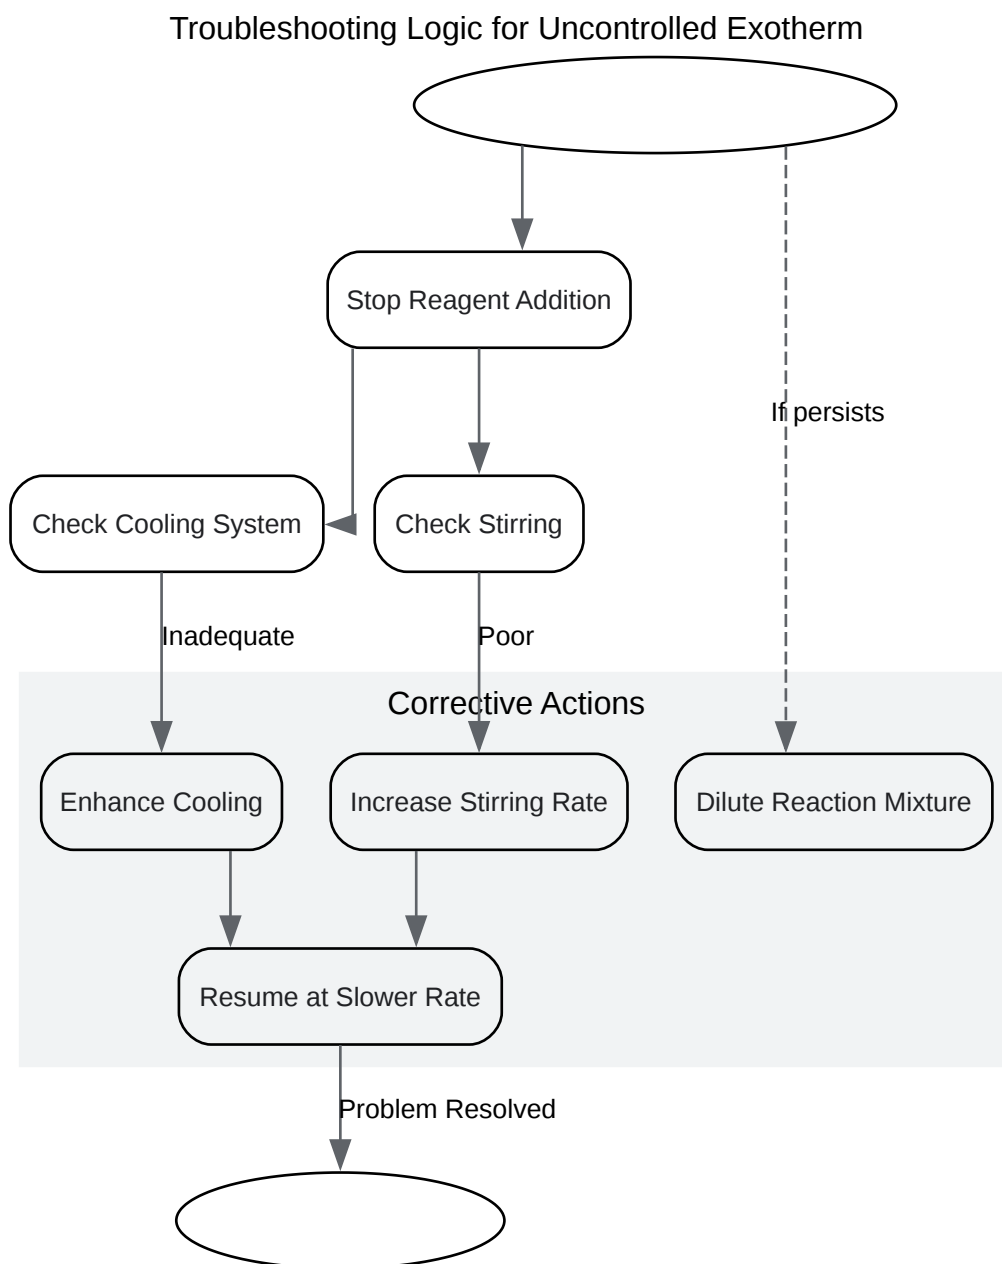 Troubleshooting Logic for Uncontrolled Exotherm
Stop Reagent Addition
If persists
Check Cooling System
Check Stirring
Inadequate
Poor
Corrective Actions
Enhance Cooling
Increase Stirring Rate
Dilute Reaction Mixture
Resume at Slower Rate
Problem Resolved